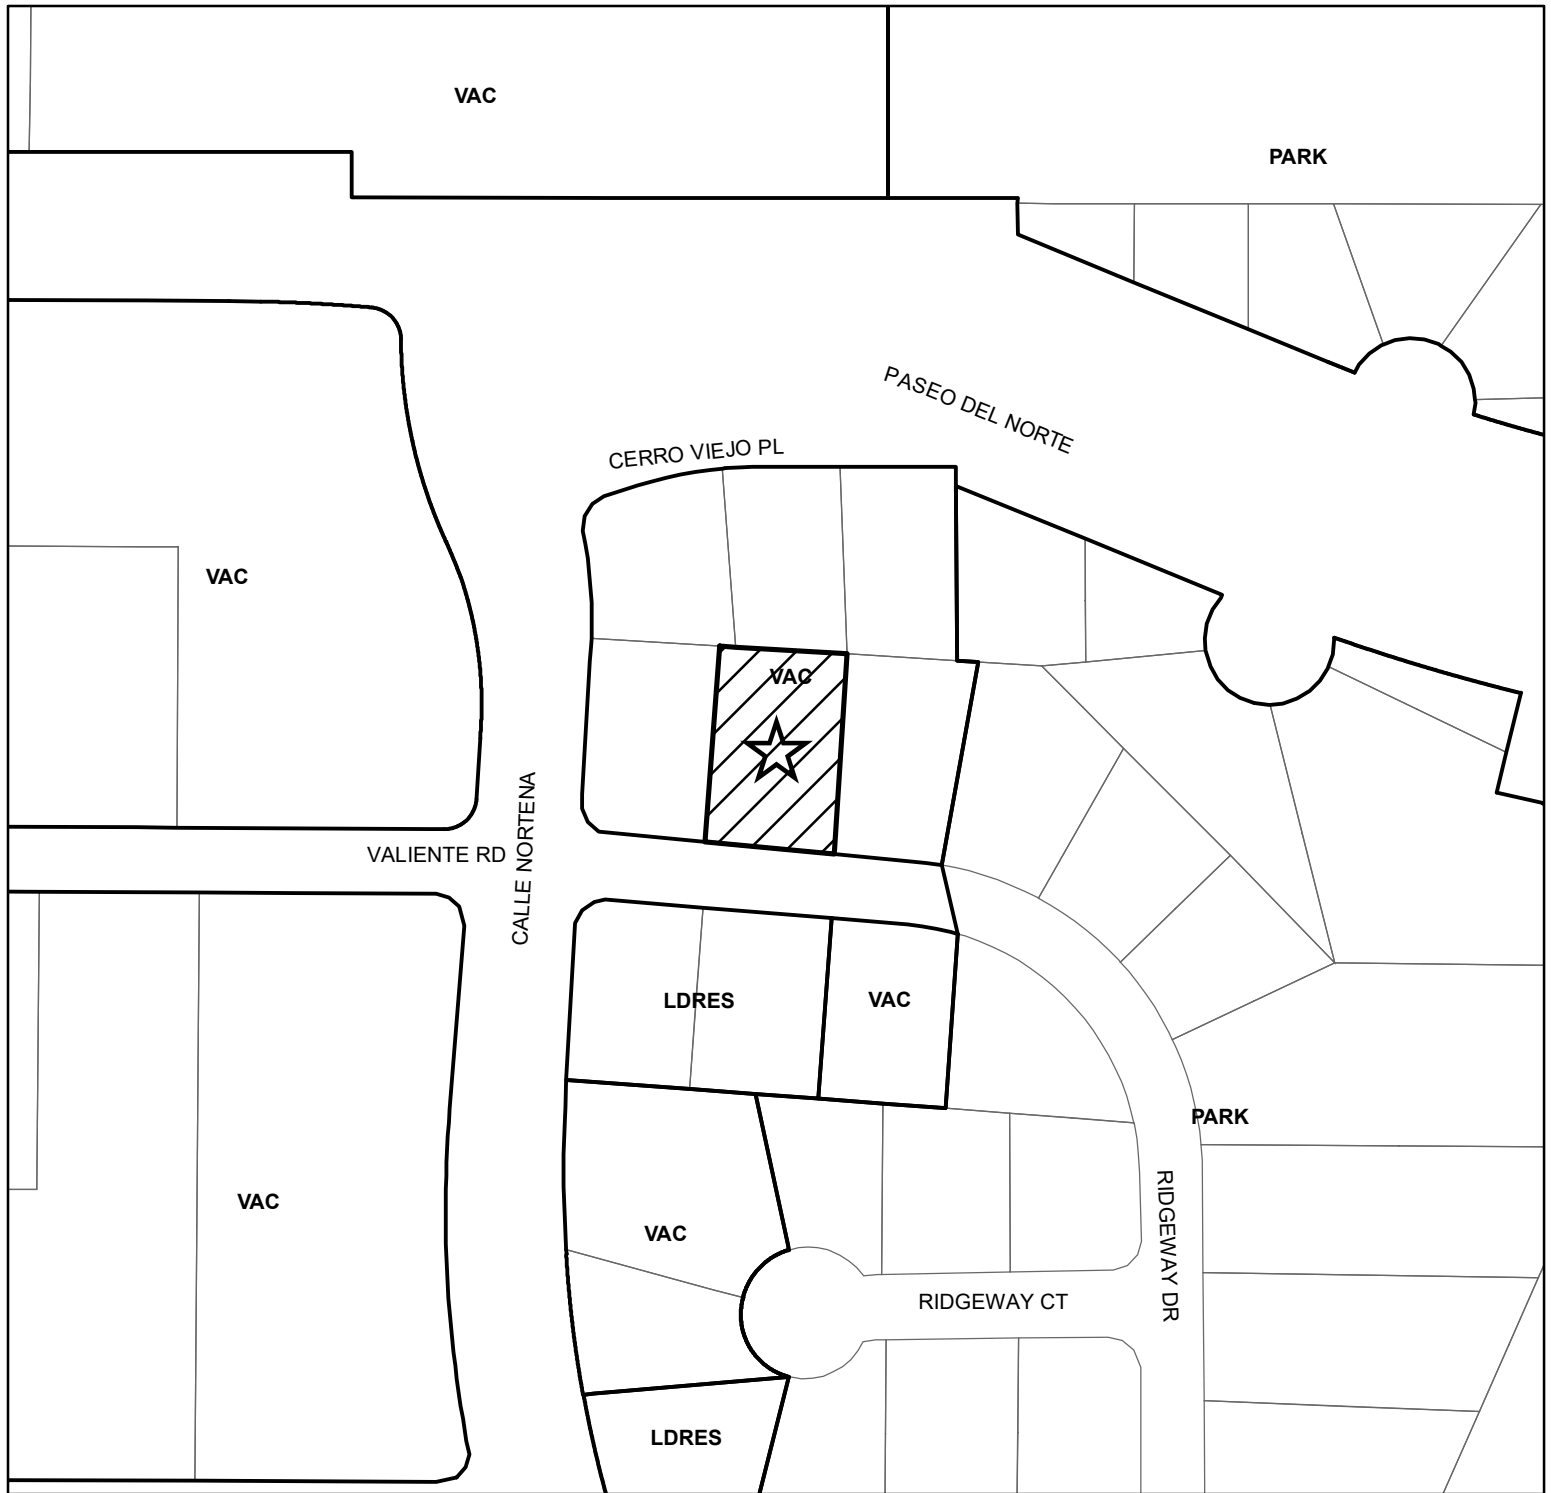 VAC
PARK
PASEO DEL NORTE
CERRO VIEJO PL
VAC
VAC
VALIENTE RD
CALLE NORTENA
LDRES
VAC
PARK
VAC
VAC
RIDGEWAY DR
RIDGEWAY CT
LDRES